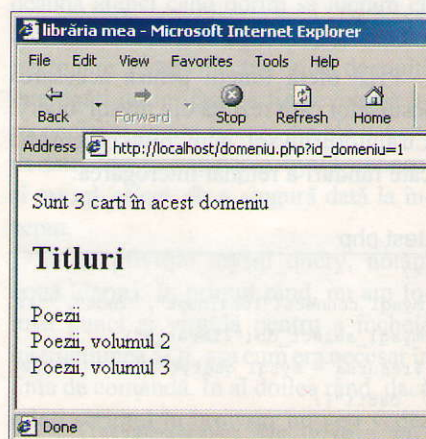 librăria mea - Microsoft Internet Explorer
File Edit View Favorites Tools Help
Back Forward Stop Refresh Home
Address http://localhost/domeniu.php?id_domeniu=1
Sunt 3 carti în acest domeniu
Titluri
Poezii
Poezii, volumul 2
Poezii, volumul 3
Done